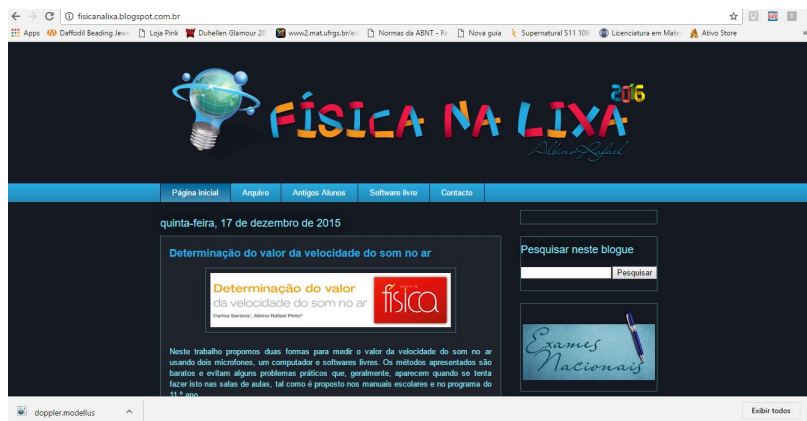 fisicanalixa.blogspot.com.br
Apps Daffodil Beading Jew Loja Pink Duhellen Glamour 20 www2.mat.ufrgs.br/e Normas da ABNT - Re Nova guia Supernatural S11 108 Licenciatura em Mate Ativo Store
2016
FÍSICA NA LIXA
Albino Rafael
Página inicial Arquivo Antigos Alunos Software livre Contacto
quinta-feira, 17 de dezembro de 2015
Determinação do valor da velocidade do som no ar
Determinação do valor
da velocidade do som no ar
Carlos Saraiva¹, Albino Rafael Pinto²
física
Neste trabalho propomos duas formas para medir o valor da velocidade do som no ar
usando dois microfones, um computador e softwares livres. Os métodos apresentados são
baratos e evitam alguns problemas práticos que, geralmente, aparecem quando se tenta
fazer isto nas salas de aulas, tal como é proposto nos manuais escolares e no programa do
11.º ano
Pesquisar neste blogue
Pesquisar
Exames
Nacionais
doppler.modellus
Exibir todos